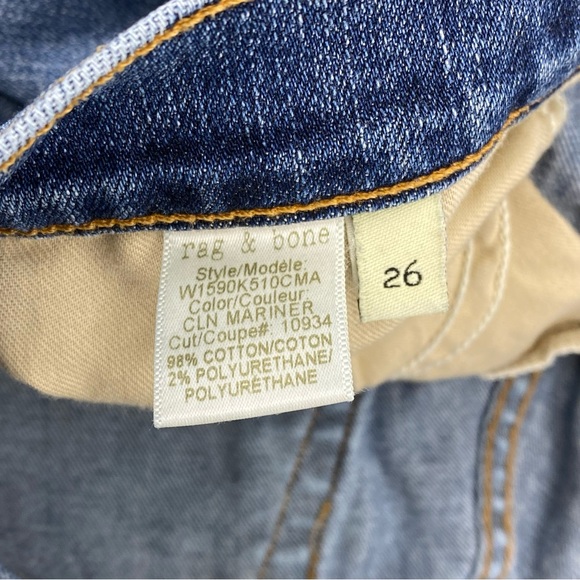 rag & bone
Style/Modèle:
W1590K510CMA
Color/Couleur:
CLN MARINER
Cut/Coupe#: 10934
98% COTTON/COTON
2% POLYURETHANE/
POLYURÉTHANE
26